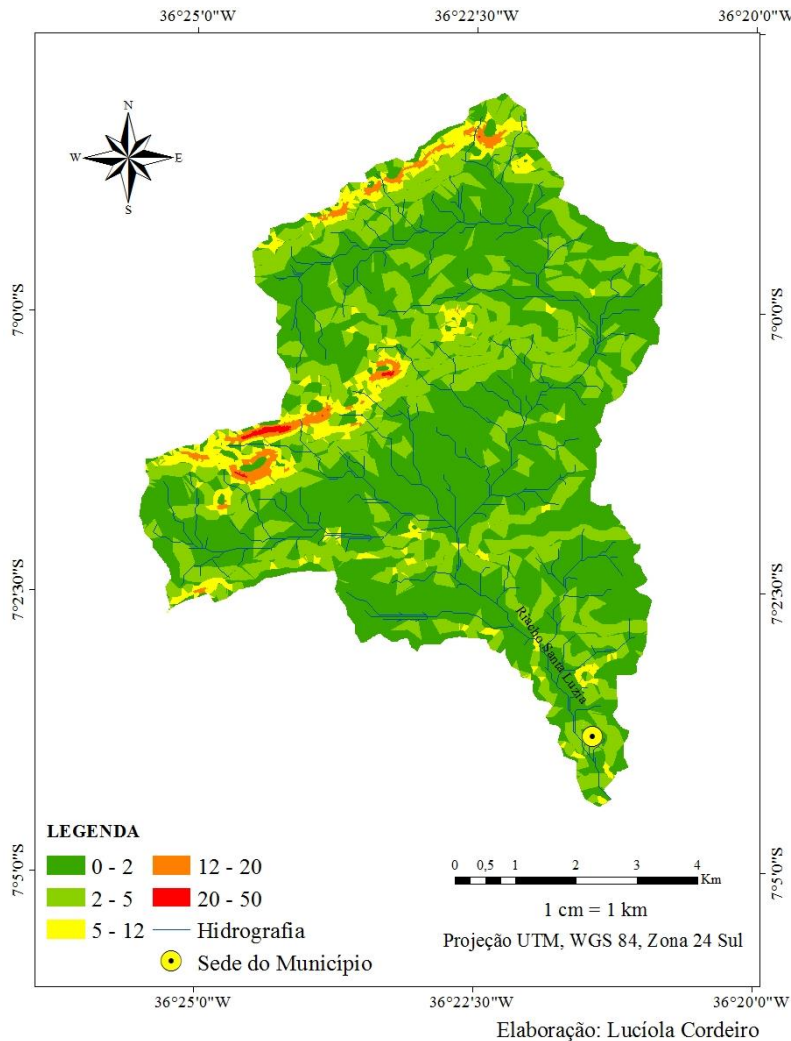 36°25'0"W 36°22'30"W 36°20'0"W
N
W E
S
7°0'0"S 7°0'0"S
7°2'30"S 7°2'30"S
Riacho Santa Luzia
LEGENDA
0 - 2 12 - 20
2 - 5 20 - 50
5 - 12 Hidrografia
Sede do Município
0 0,5 1 2 3 4
Km
1 cm = 1 km
Projeção UTM, WGS 84, Zona 24 Sul
7°5'0"S 7°5'0"S
36°25'0"W 36°22'30"W 36°20'0"W
Elaboração: Lucíola Cordeiro